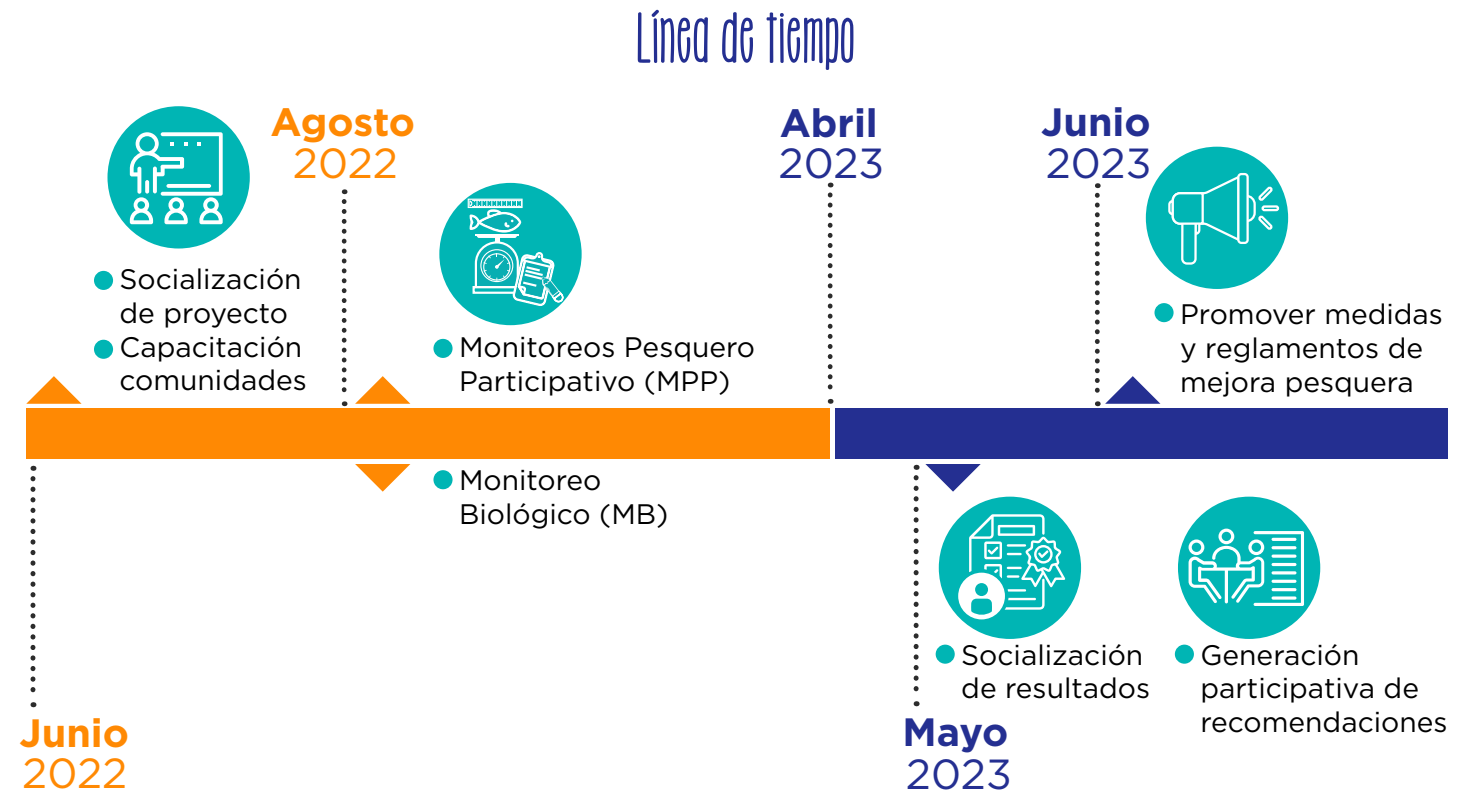 Línea de tiempo
Agosto
2022
Abril
2023
Junio
2023
Socialización
de proyecto
Capacitación
comunidades
Monitoreos Pesquero
Participativo (MPP)
Promover medidas
y reglamentos de
mejora pesquera
Monitoreo
Biológico (MB)
Socialización
de resultados
Generación
participativa de
recomendaciones
Junio
2022
Mayo
2023